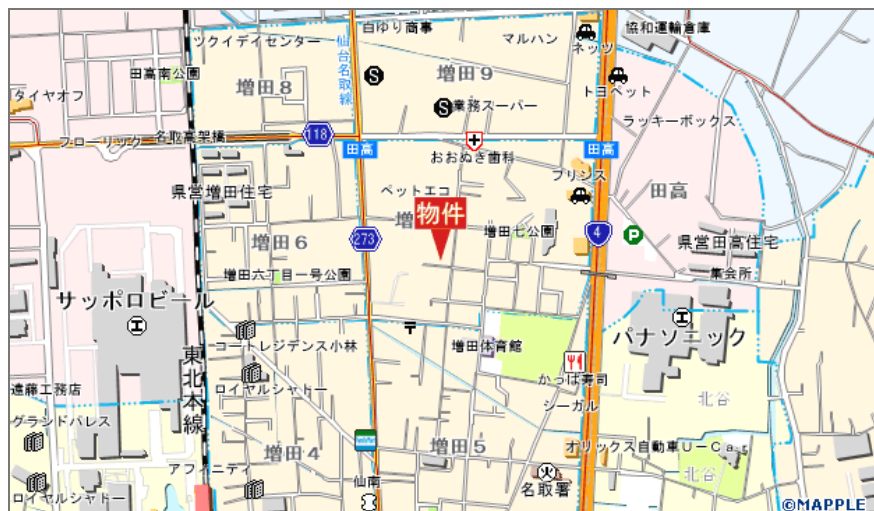 白ゆり商事
ツクイデイセンター
マルハン
ネッツ
協和運輸倉庫
仙台名取線
田高南公園
増田8
増田9
トヨペット
ダイヤオフ
S
S業務スーパー
ラッキーボックス
フローリック
名取高架橋
118
田高
おおぬき歯科
田高
プリンス
田高
県営増田住宅
ペットエコ
増
物件
増田七公園
4
P
県営田高住宅
増田6
273
集会所
増田六丁目一号公園
サッポロビール
パナソニック
コートレジデンス小林
増田体育館
東北本線
遠藤工務店
ロイヤルシャトー
かっぱ寿司
北谷
グランドパレス
シーガル
増田4
増田5
オリックス自動車U-Car
アフィニティ
北谷
仙南
名取署
ロイヤルシャトー
©MAPPLE